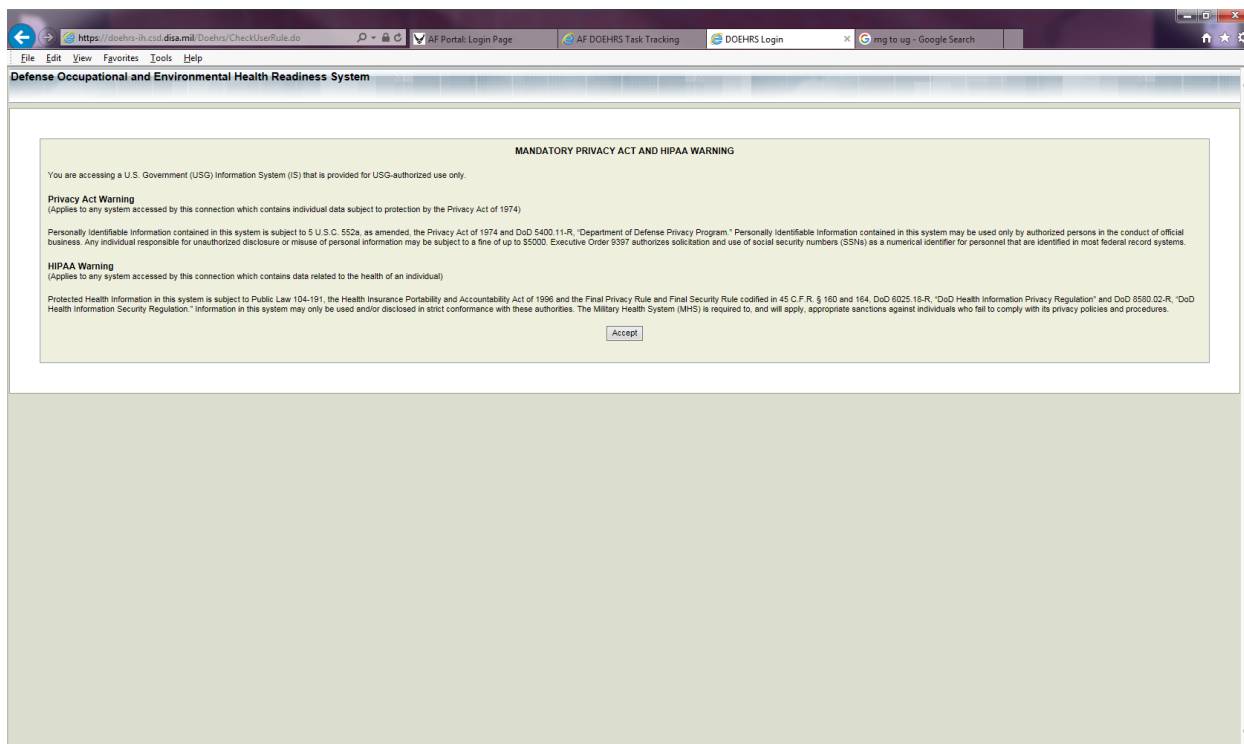 https://doehrs-ih.csd.disa.mil/Doehrs/CheckUserRule.do
AF Portal: Login Page
AF DOEHRS Task Tracking
DOEHRS Login
mg to ug - Google Search
File Edit View Favorites Tools Help
Defense Occupational and Environmental Health Readiness System
MANDATORY PRIVACY ACT AND HIPAA WARNING
You are accessing a U.S. Government (USG) Information System (IS) that is provided for USG-authorized use only.
Privacy Act Warning
(Applies to any system accessed by this connection which contains individual data subject to protection by the Privacy Act of 1974)
Personally Identifiable Information contained in this system is subject to 5 U.S.C. 552a, as amended, the Privacy Act of 1974 and DoD 5400.11-R, "Department of Defense Privacy Program." Personally Identifiable Information contained in this system may be used only by authorized persons in the conduct of official
business. Any individual responsible for unauthorized disclosure or misuse of personal information may be subject to a fine of up to $5000. Executive Order 9397 authorizes solicitation and use of social security numbers (SSNs) as a numerical identifier for personnel that are identified in most federal record systems.
HIPAA Warning
(Applies to any system accessed by this connection which contains data related to the health of an individual)
Protected Health Information in this system is subject to Public Law 104-191, the Health Insurance Portability and Accountability Act of 1996 and the Final Privacy Rule and Final Security Rule codified in 45 C.F.R. § 160 and 164, DoD 6025.18-R, "DoD Health Information Privacy Regulation" and DoD 8580.02-R, "DoD
Health Information Security Regulation." Information in this system may only be used and/or disclosed in strict conformance with these authorities. The Military Health System (MHS) is required to, and will apply, appropriate sanctions against individuals who fail to comply with its privacy policies and procedures.
Accept